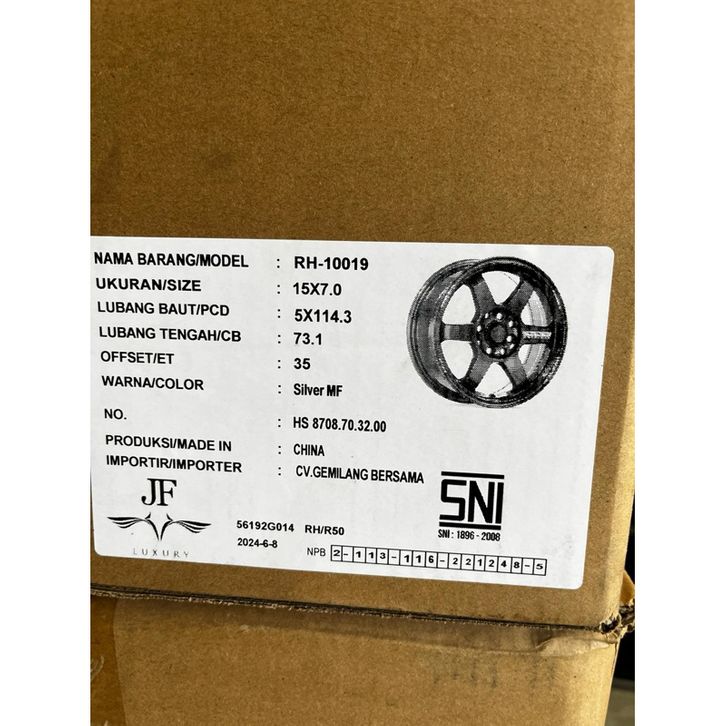 NAMA BARANG/MODEL : RH-10019
UKURAN/SIZE : 15X7.0
LUBANG BAUT/PCD : 5X114.3
LUBANG TENGAH/CB : 73.1
OFFSET/ET : 35
WARNA/COLOR : Silver MF
NO. : HS 8708.70.32.00
PRODUKSI/MADE IN : CHINA
IMPORTIR/IMPORTER : CV.GEMILANG BERSAMA
JF
LUXURY
56192G014 RH/R50
2024-6-8
SNI
SNI : 1896 - 2008
NPB 2-113-116-221248-5